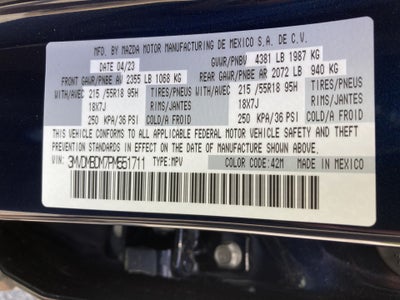 MFD. BY MAZDA MOTOR MANUFACTURING DE MEXICO S.A. DE C.V.
DATE 04/23 GVWR/PNBV 4381 LB 1987 KG
FRONT GAWR/PNBE AV 2355 LB 1068 KG REAR GAWR/PNBE AR 2072 LB 940 KG
WITH/AVEC 215/55R18 95H TIRES/PNEUS WITH/AVEC 215/55R18 95H TIRES/PNEUS
18X7J RIMS/JANTES 18X7J RIMS/JANTES
250 KPA/36 PSI COLD/A FROID 250 KPA/36 PSI COLD/A FROID
THIS VEHICLE CONFORMS TO ALL APPLICABLE FEDERAL MOTOR VEHICLE SAFETY AND THEFT
PREVENTION STANDARDS IN EFFECT ON THE DATE OF MANUFACTURE SHOWN ABOVE.
VIN: 3MVDMBDM7PM551711 TYPE:MPV COLOR CODE:42M MADE IN MEXICO